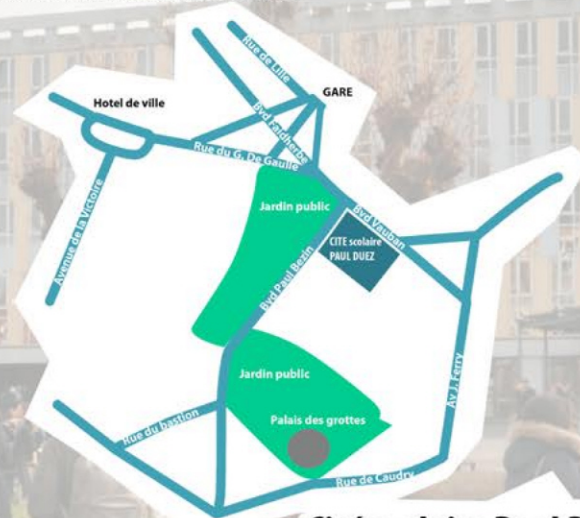 Rue de Lille
GARE
Hotel de ville
Bvd Faidherbe
Rue du G. De Gaulle
Avenue de la Victoire
Jardin public
Bvd Vauban
CITE scolaire
PAUL DUEZ
Bvd Paul Bezin
Jardin public
Av J. Ferry
Palais des grottes
Rue du bastion
Rue de Caudry